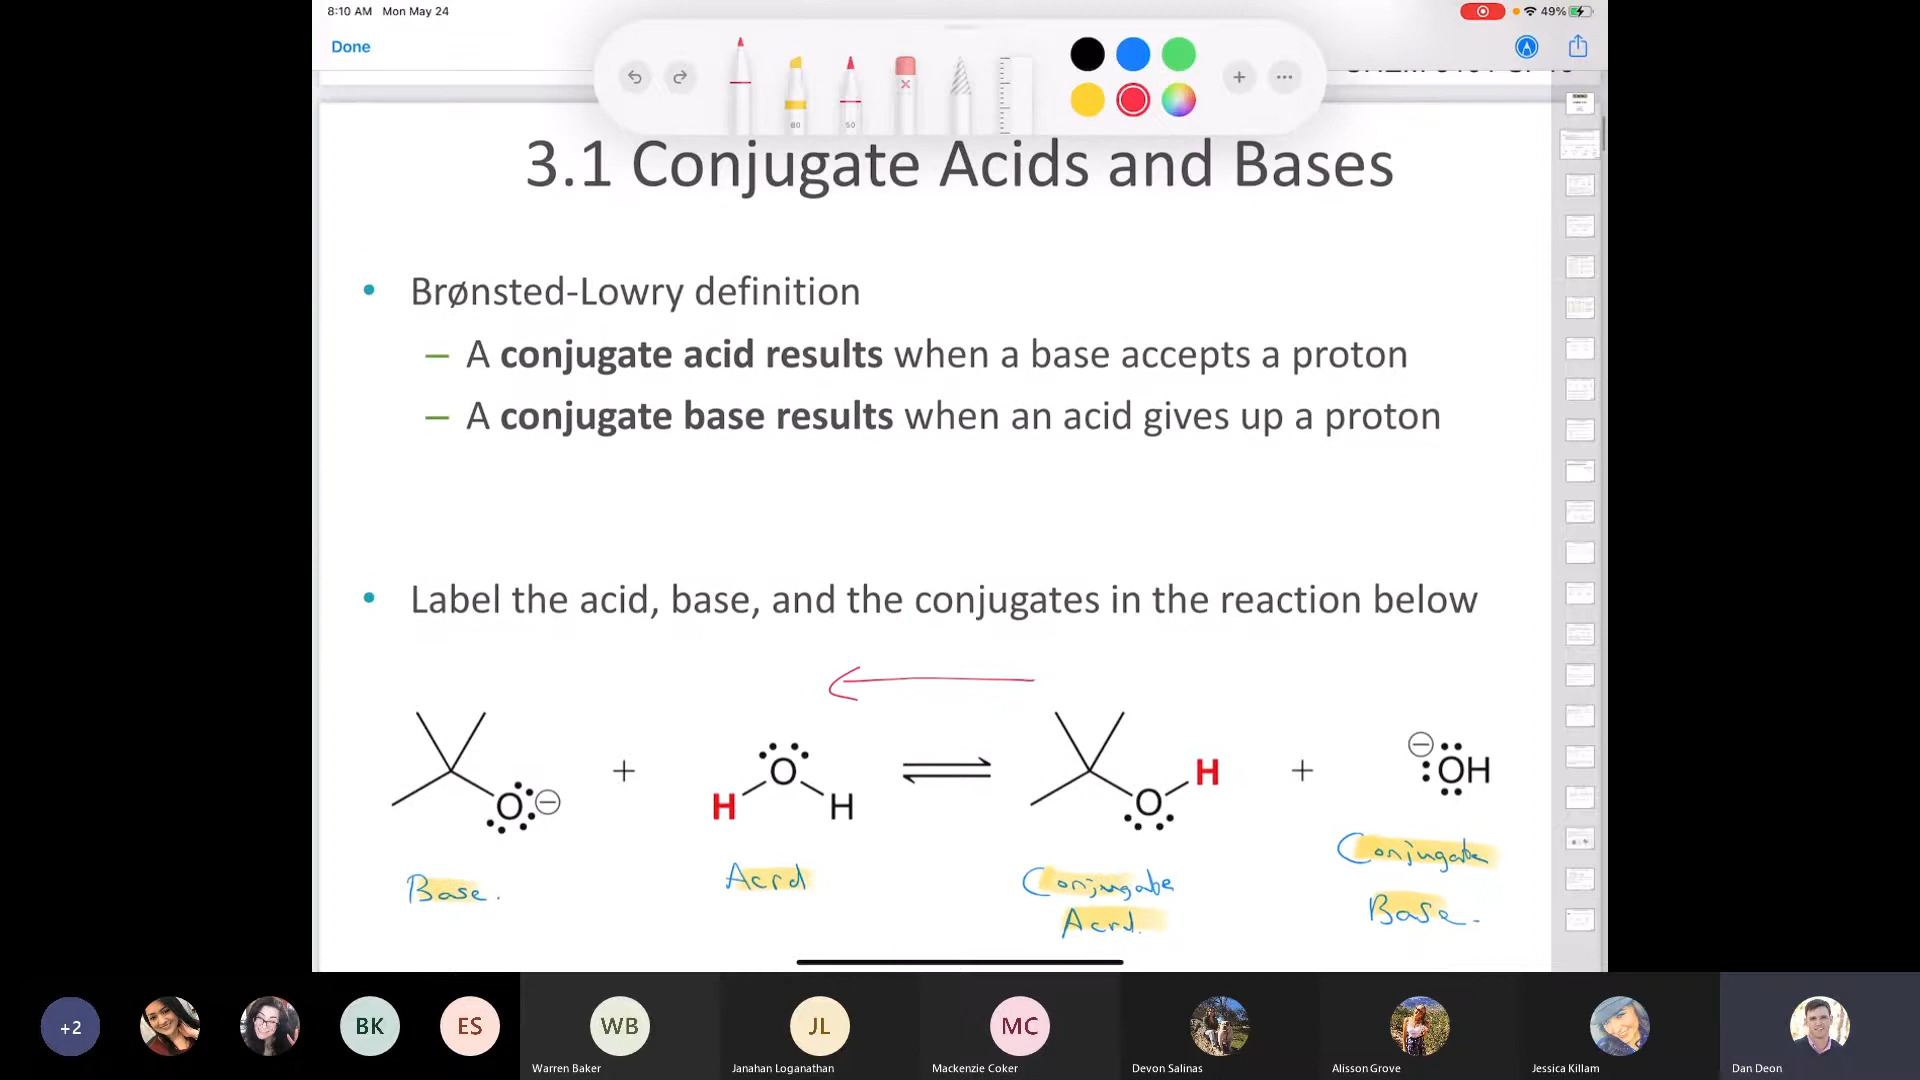 8:10 AM Mon May 24
49%
Done
80
50
3.1 Conjugate Acids and Bases
• Brønsted-Lowry definition
– A conjugate acid results when a base accepts a proton
– A conjugate base results when an acid gives up a proton
• Label the acid, base, and the conjugates in the reaction below
O + H O H O H + OH
Base. Acid Conjugate Acid. Conjugate Base.
+2 BK ES WB JL MC
Warren Baker Janahan Loganathan Mackenzie Coker Devon Salinas Alisson Grove Jessica Killam Dan Deon